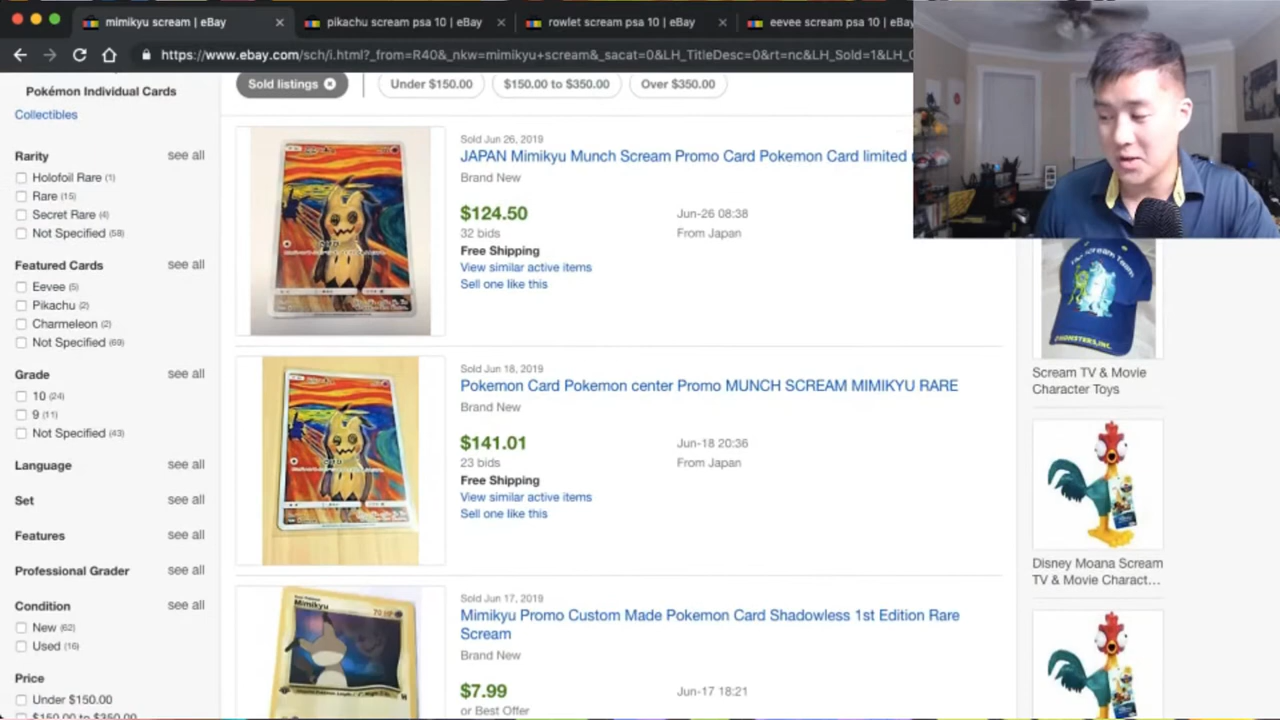 mimikyu scream | eBay
pikachu scream psa 10 | eBay
rowlet scream psa 10 | eBay
eevee scream psa 10 | eBay
https://www.ebay.com/sch/i.html?_from=R40&_nkw=mimikyu+scream&_sacat=0&LH_TitleDesc=0&rt=nc&LH_Sold=1&LH_
Pokémon Individual Cards
Collectibles
Rarity see all
Holofoil Rare (1)
Rare (15)
Secret Rare (4)
Not Specified (58)
Featured Cards see all
Eevee (5)
Pikachu (2)
Charmeleon (2)
Not Specified (69)
Grade see all
10 (24)
9 (11)
Not Specified (43)
Language see all
Set see all
Features see all
Professional Grader see all
Condition see all
New (62)
Used (16)
Price
Under $150.00
$150.00 to $350.00
Sold listings
Under $150.00
$150.00 to $350.00
Over $350.00
Sold Jun 26, 2019
JAPAN Mimikyu Munch Scream Promo Card Pokemon Card limited
Brand New
$124.50
32 bids
Free Shipping
View similar active items
Sell one like this
Jun-26 08:38
From Japan
Sold Jun 18, 2019
Pokemon Card Pokemon center Promo MUNCH SCREAM MIMIKYU RARE
Brand New
$141.01
23 bids
Free Shipping
View similar active items
Sell one like this
Jun-18 20:36
From Japan
Mimikyu
70 HP
Sold Jun 17, 2019
Mimikyu Promo Custom Made Pokemon Card Shadowless 1st Edition Rare
Scream
Brand New
$7.99
or Best Offer
Jun-17 18:21
Scream TV & Movie
Character Toys
Disney Moana Scream
TV & Movie Charact...